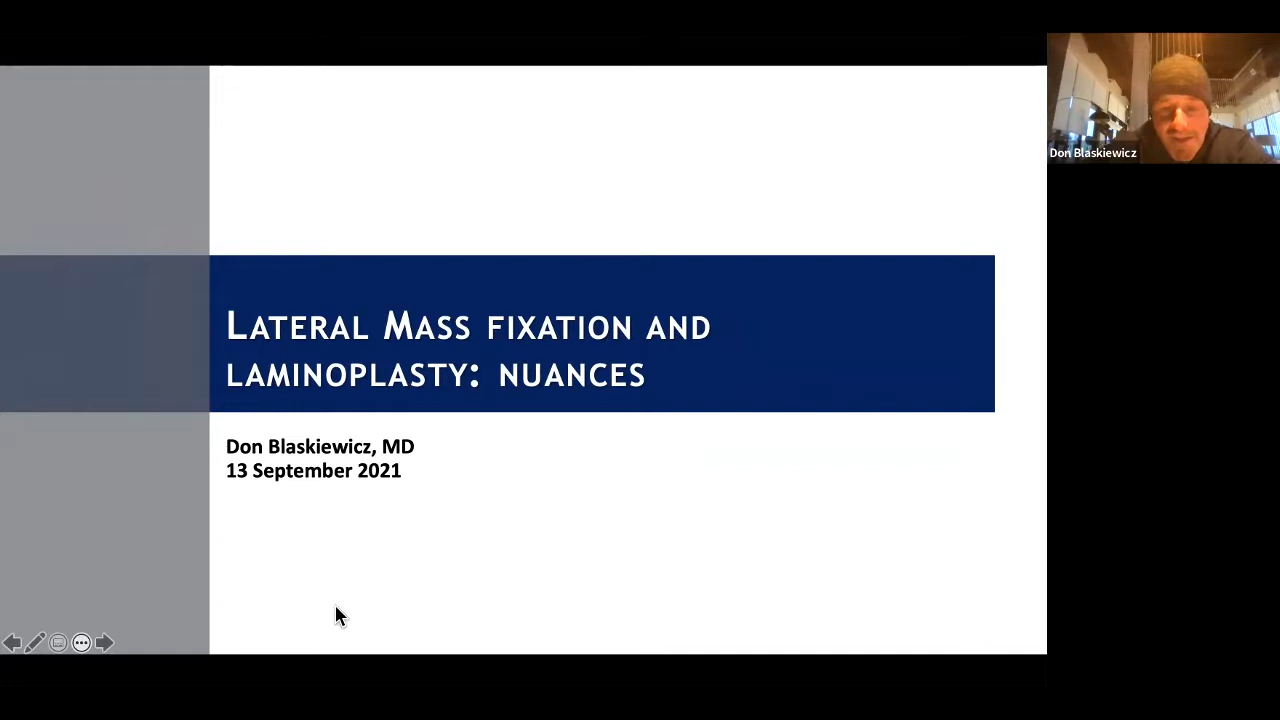 Lateral Mass fixation and
laminoplasty: nuances
Don Blaskiewicz, MD
13 September 2021
Don Blaskiewicz